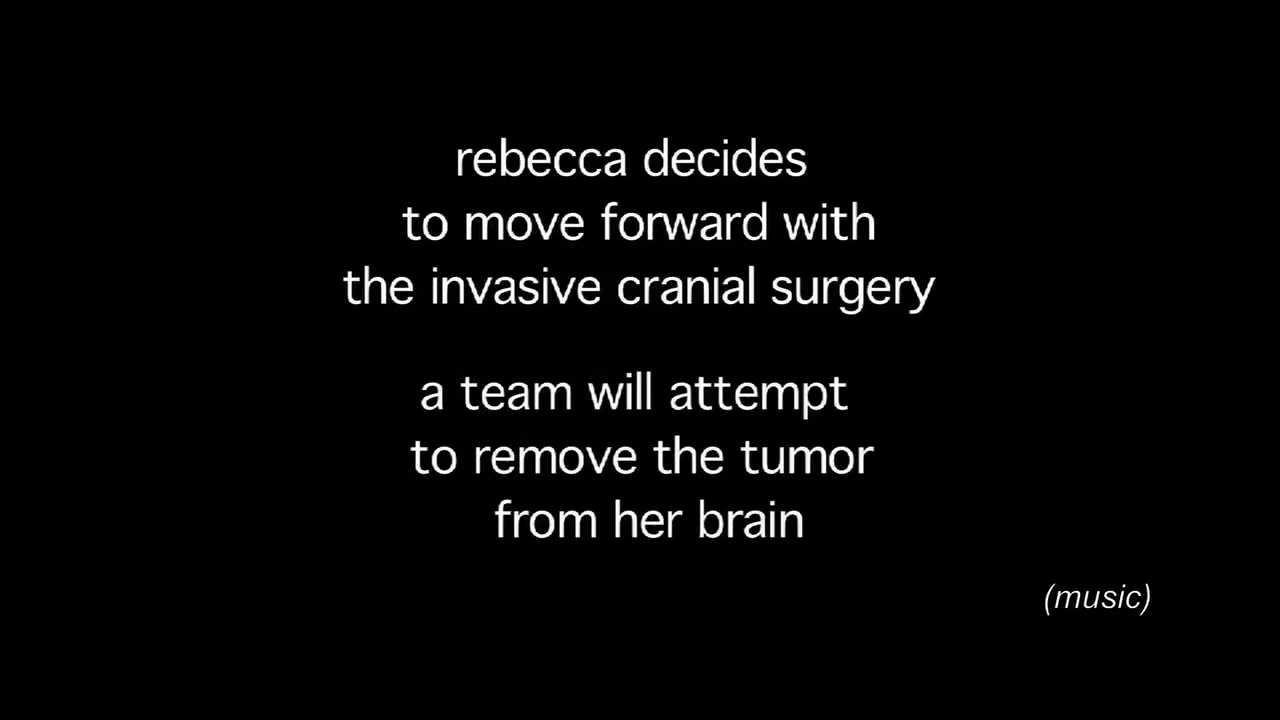 rebecca decides
to move forward with
the invasive cranial surgery
a team will attempt
to remove the tumor
from her brain
(music)